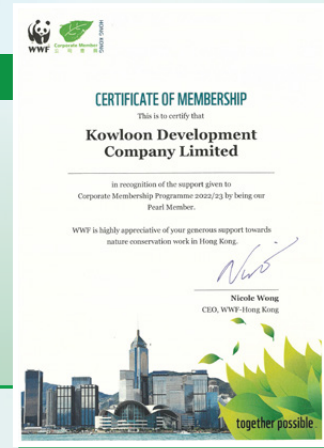 WWF
Corporate Member
HONG KONG
CERTIFICATE OF MEMBERSHIP
This is to certify that
Kowloon Development
Company Limited
in recognition of the support given to
Corporate Membership Programme 2022/23 by being our
Pearl Member.
WWF is highly appreciative of your generous support towards
nature conservation work in Hong Kong.
Nicole Wong
CEO, WWF-Hong Kong
together possible